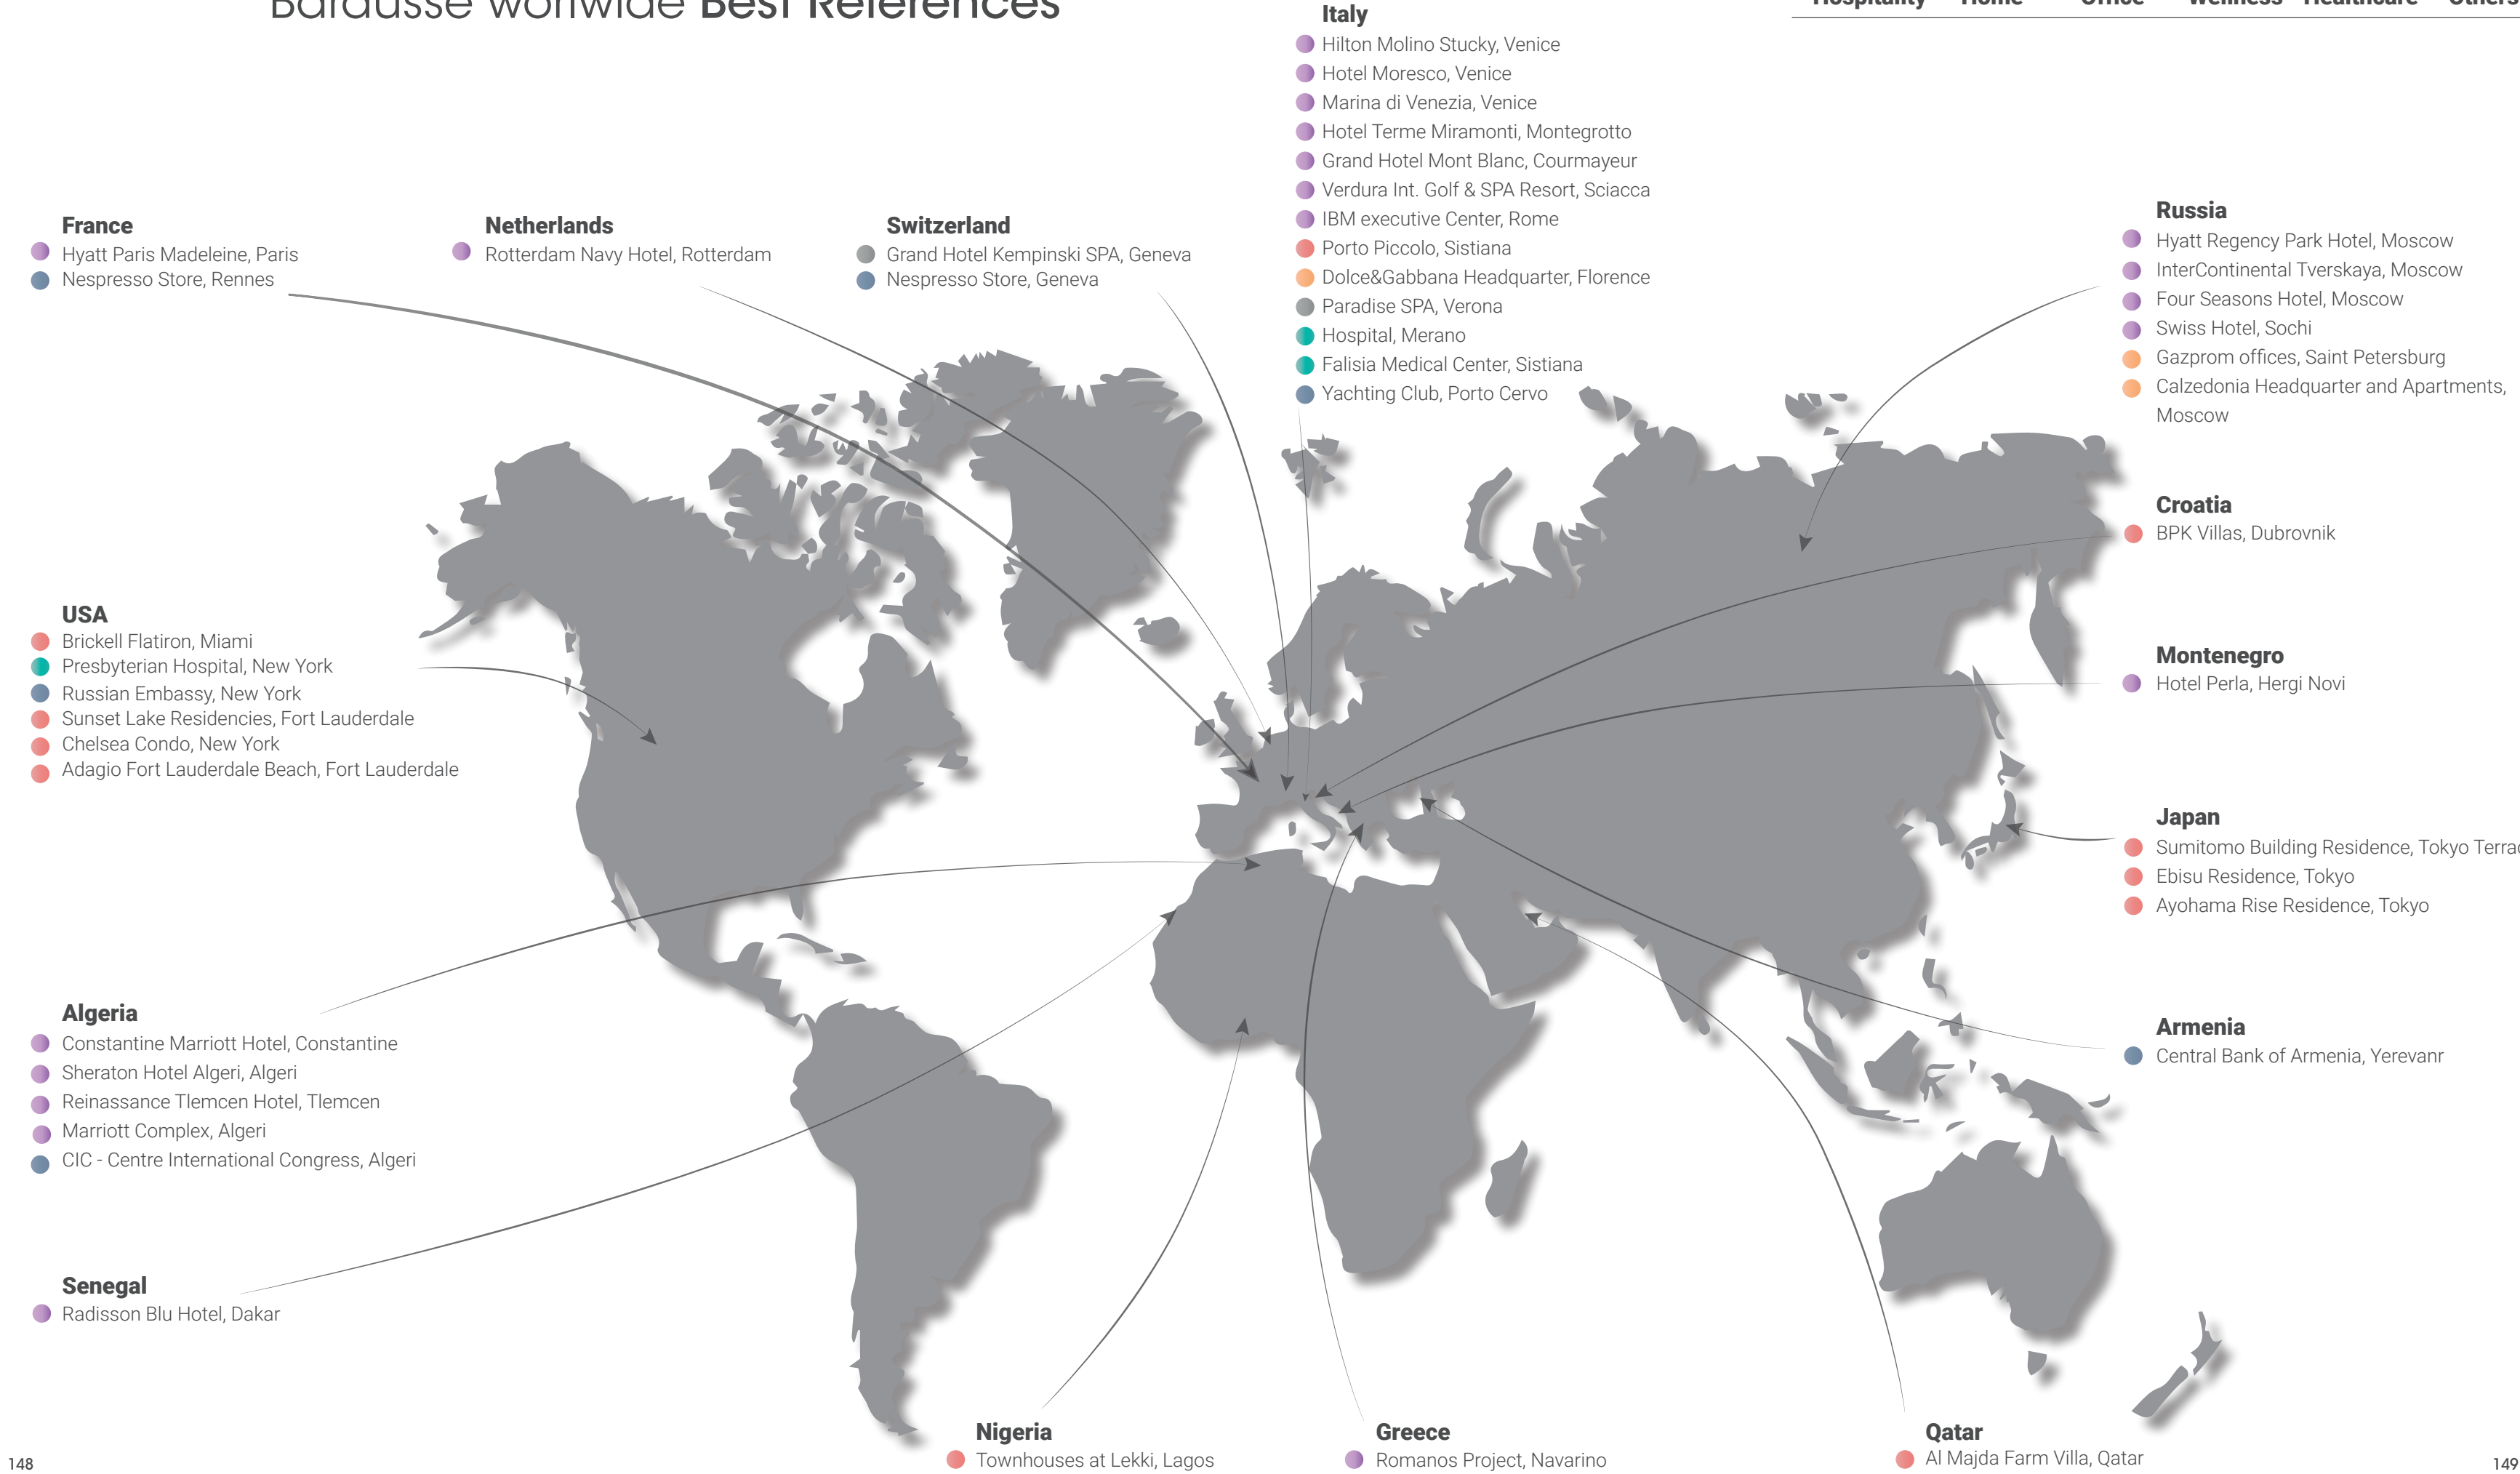 Bardusse worlwide Best References
Hospitality Home Office Wellness Healthcare Others
Italy
Hilton Molino Stucky, Venice
Hotel Moresco, Venice
Marina di Venezia, Venice
Hotel Terme Miramonti, Montegrotto
Grand Hotel Mont Blanc, Courmayeur
Verdura Int. Golf & SPA Resort, Sciacca
IBM executive Center, Rome
Porto Piccolo, Sistiana
Dolce&Gabbana Headquarter, Florence
Paradise SPA, Verona
Hospital, Merano
Falisia Medical Center, Sistiana
Yachting Club, Porto Cervo
France
Hyatt Paris Madeleine, Paris
Nespresso Store, Rennes
Netherlands
Rotterdam Navy Hotel, Rotterdam
Switzerland
Grand Hotel Kempinski SPA, Geneva
Nespresso Store, Geneva
Russia
Hyatt Regency Park Hotel, Moscow
InterContinental Tverskaya, Moscow
Four Seasons Hotel, Moscow
Swiss Hotel, Sochi
Gazprom offices, Saint Petersburg
Calzedonia Headquarter and Apartments,
Moscow
Croatia
BPK Villas, Dubrovnik
USA
Brickell Flatiron, Miami
Presbyterian Hospital, New York
Russian Embassy, New York
Sunset Lake Residencies, Fort Lauderdale
Chelsea Condo, New York
Adagio Fort Lauderdale Beach, Fort Lauderdale
Montenegro
Hotel Perla, Hergi Novi
Japan
Sumitomo Building Residence, Tokyo
Ebisu Residence, Tokyo
Ayohama Rise Residence, Tokyo
Algeria
Constantine Marriott Hotel, Constantine
Sheraton Hotel Algeri, Algeri
Reinassance Tlemcen Hotel, Tlemcen
Marriott Complex, Algeri
CIC - Centre International Congress, Algeri
Armenia
Central Bank of Armenia, Yerevanr
Senegal
Radisson Blu Hotel, Dakar
Nigeria
Townhouses at Lekki, Lagos
Greece
Romanos Project, Navarino
Qatar
Al Majda Farm Villa, Qatar
148
149